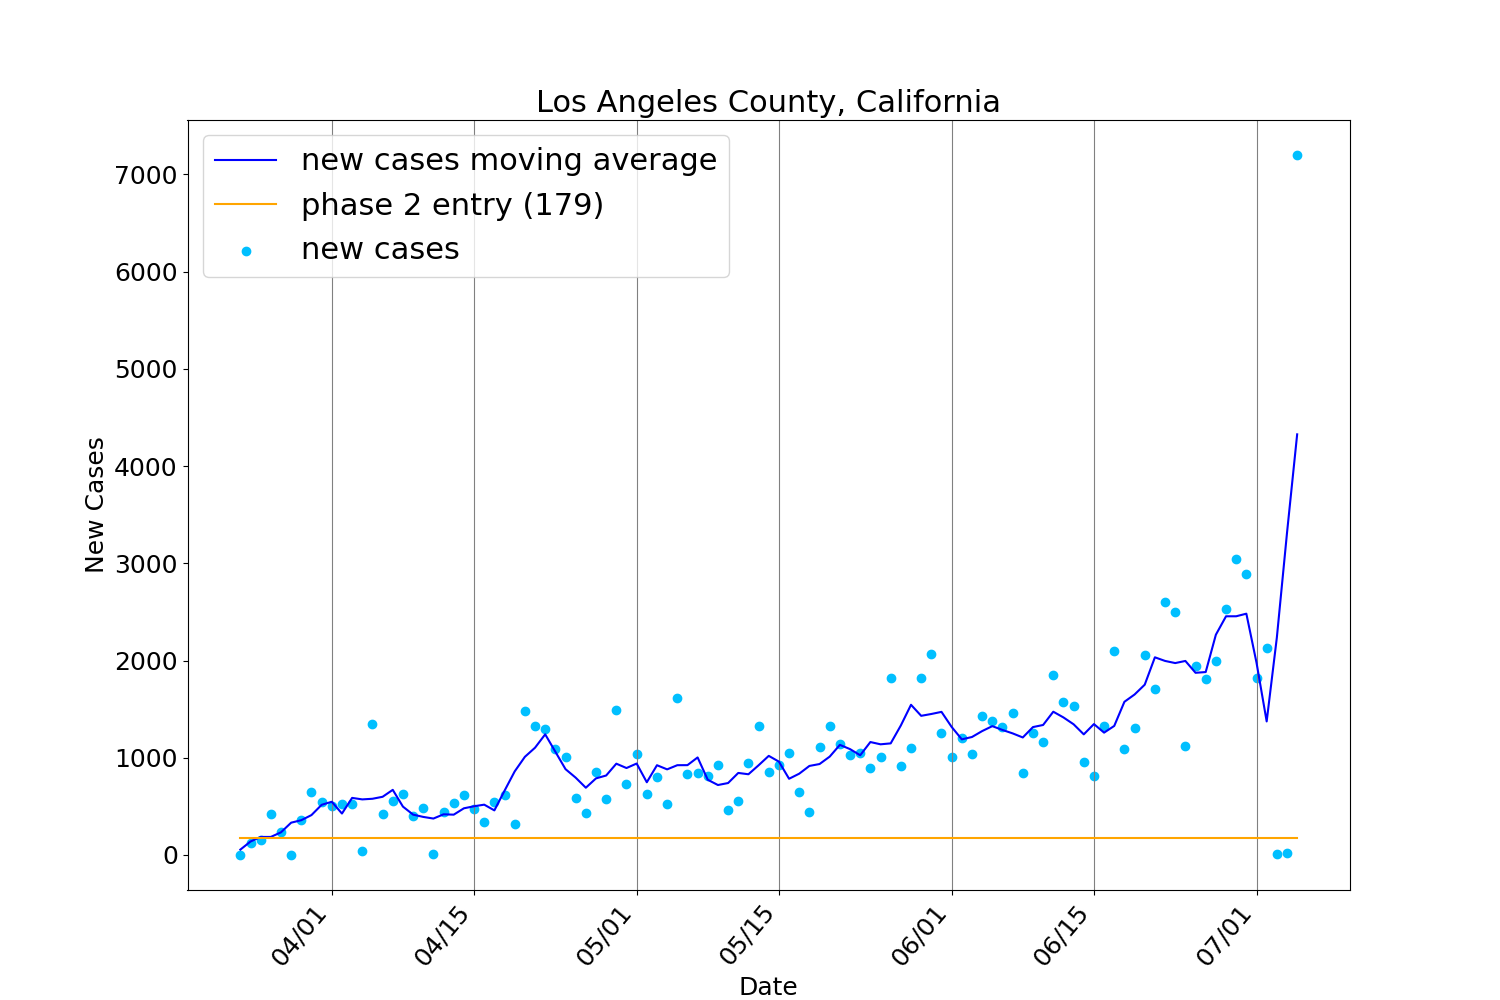 Los Angeles County, California
new cases moving average
phase 2 entry (179)
new cases
7000
6000
5000
4000
3000
2000
1000
0
New Cases
04/01
04/15
05/01
05/15
06/01
06/15
07/01
Date